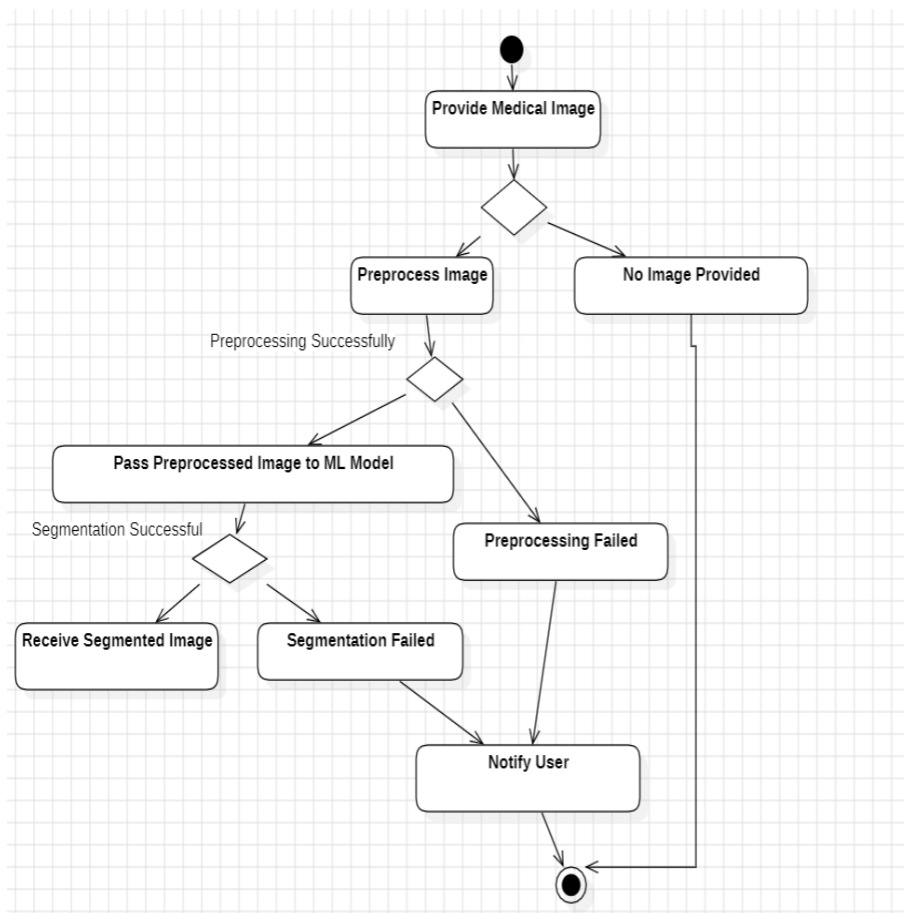 Provide Medical Image
Preprocess Image
No Image Provided
Preprocessing Successfully
Pass Preprocessed Image to ML Model
Segmentation Successful
Preprocessing Failed
Receive Segmented Image
Segmentation Failed
Notify User